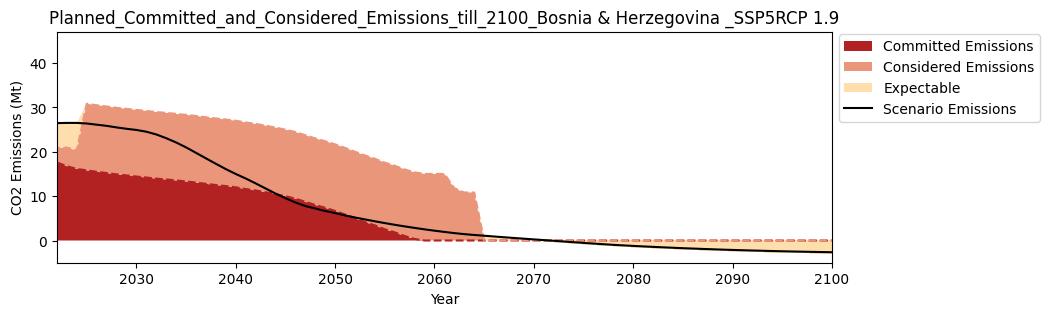 Planned_Committed_and_Considered_Emissions_till_2100_Bosnia & Herzegovina _SSP5RCP 1.9
CO2 Emissions (Mt)
40
30
20
10
0
2030 2040 2050 2060 2070 2080 2090 2100
Year
Committed Emissions
Considered Emissions
Expectable
Scenario Emissions